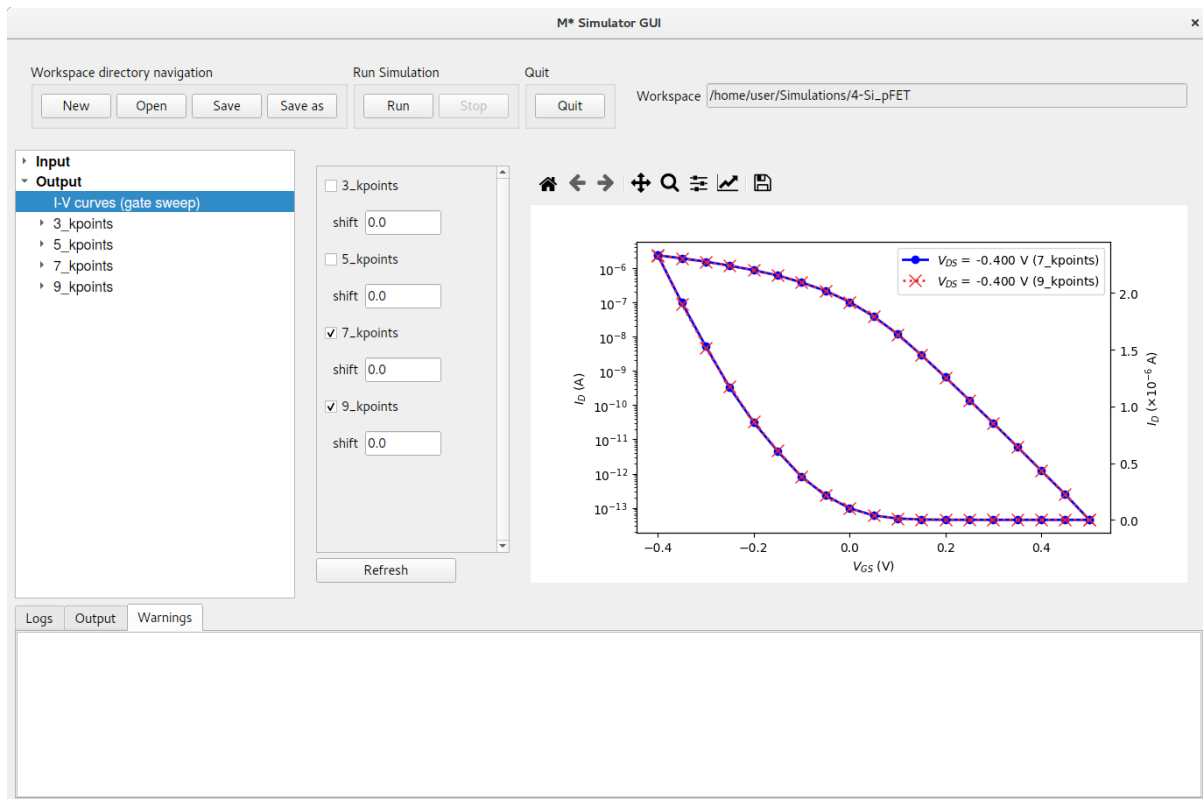 M* Simulator GUI ×
Workspace directory navigation Run Simulation Quit
New Open Save Save as Run Stop Quit Workspace /home/user/Simulations/4-Si_pFET
Input
Output
I-V curves (gate sweep)
3_kpoints
5_kpoints
7_kpoints
9_kpoints
3_kpoints
shift 0.0
5_kpoints
shift 0.0
7_kpoints
shift 0.0
9_kpoints
shift 0.0
Refresh
V_DS = -0.400 V (7_kpoints)
V_DS = -0.400 V (9_kpoints)
I_D (A)
10⁻⁶
10⁻⁷
10⁻⁸
10⁻⁹
10⁻¹⁰
10⁻¹¹
10⁻¹²
10⁻¹³
2.0
1.5
1.0
0.5
0.0
I_D (×10⁻⁶ A)
−0.4 −0.2 0.0 0.2 0.4
V_GS (V)
Logs Output Warnings